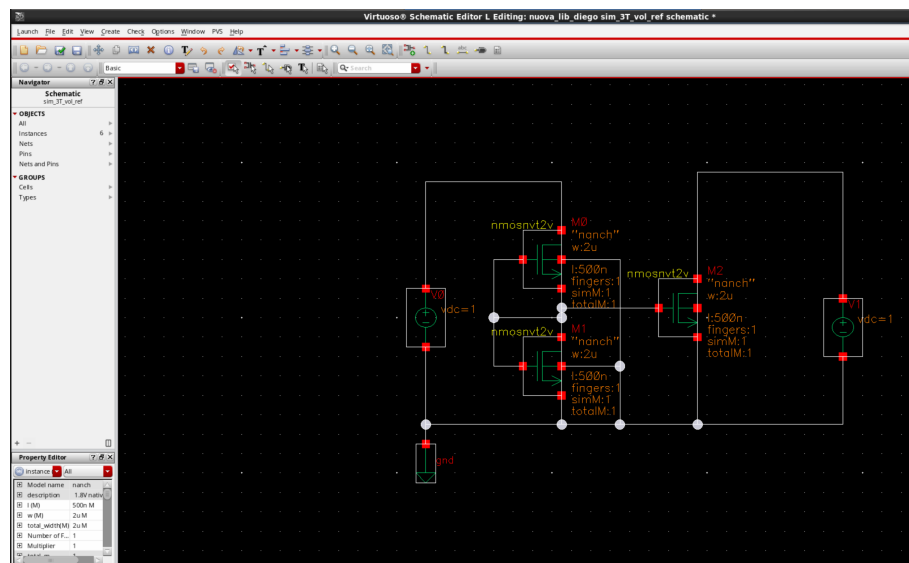 Virtuoso® Schematic Editor L Editing: nuova_lib_diego sim_3T_vol_ref schematic *
Launch File Edit View Create Check Options Window PVS Help
Basic
Search
Navigator
Schematic
sim_3T_vol_ref
OBJECTS
All
Instances 6
Nets
Pins
Nets and Pins
GROUPS
Cells
Types
Property Editor
instance All
Model name nanch
description 1.8V nativ
l (M) 500n M
w (M) 2u M
total_width(M) 2u M
Number of F... 1
Multiplier 1
V0
vdc=1
gnd
nmosnvt2v
M0
"nanch"
w:2u
l:500n
fingers:1
simM:1
totalM:1
nmosnvt2v
M1
"nanch"
w:2u
l:500n
fingers:1
simM:1
totalM:1
nmosnvt2v
M2
"nanch"
w:2u
l:500n
fingers:1
simM:1
totalM:1
V1
vdc=1